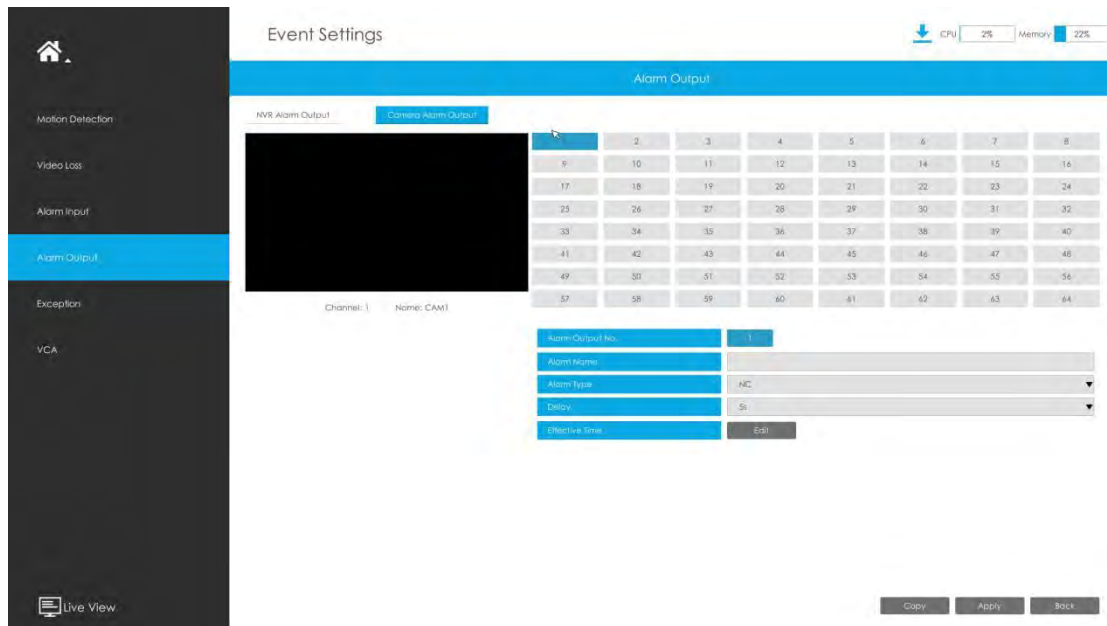 Event Settings
CPU 2% Memory 22%
Alarm Output
Motion Detection
Video Loss
Alarm Input
Alarm Output
Exception
VCA
Live View
NVR Alarm Output Camera Alarm Output
Channel: 1 Name: CAM1
1 2 3 4 5 6 7 8
9 10 11 12 13 14 15 16
17 18 19 20 21 22 23 24
25 26 27 28 29 30 31 32
33 34 35 36 37 38 39 40
41 42 43 44 45 46 47 48
49 50 51 52 53 54 55 56
57 58 59 60 61 62 63 64
Alarm Output No. 1
Alarm Name
Alarm Type NC
Delay 5s
Effective Time Edit
Copy Apply Back